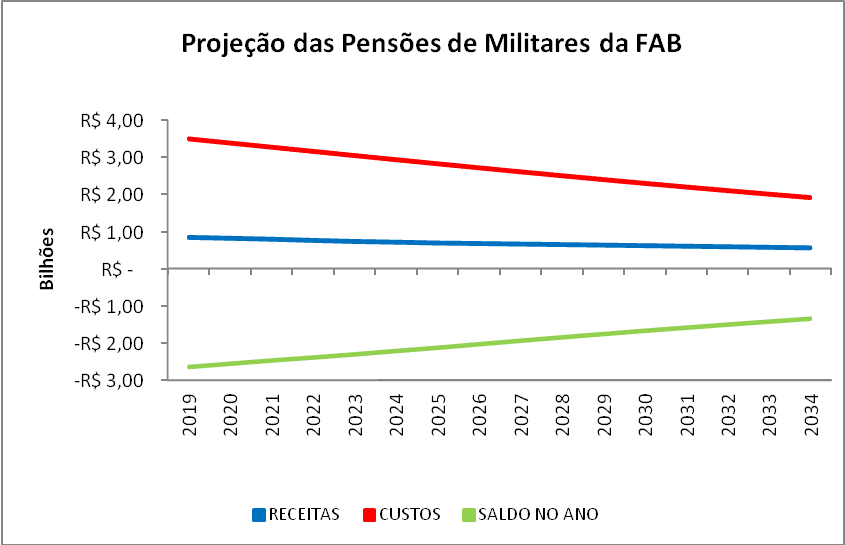 Projeção das Pensões de Militares da FAB
Bilhões
R$ 4,00
R$ 3,00
R$ 2,00
R$ 1,00
R$ -
-R$ 1,00
-R$ 2,00
-R$ 3,00
2019
2020
2021
2022
2023
2024
2025
2026
2027
2028
2029
2030
2031
2032
2033
2034
RECEITAS CUSTOS SALDO NO ANO